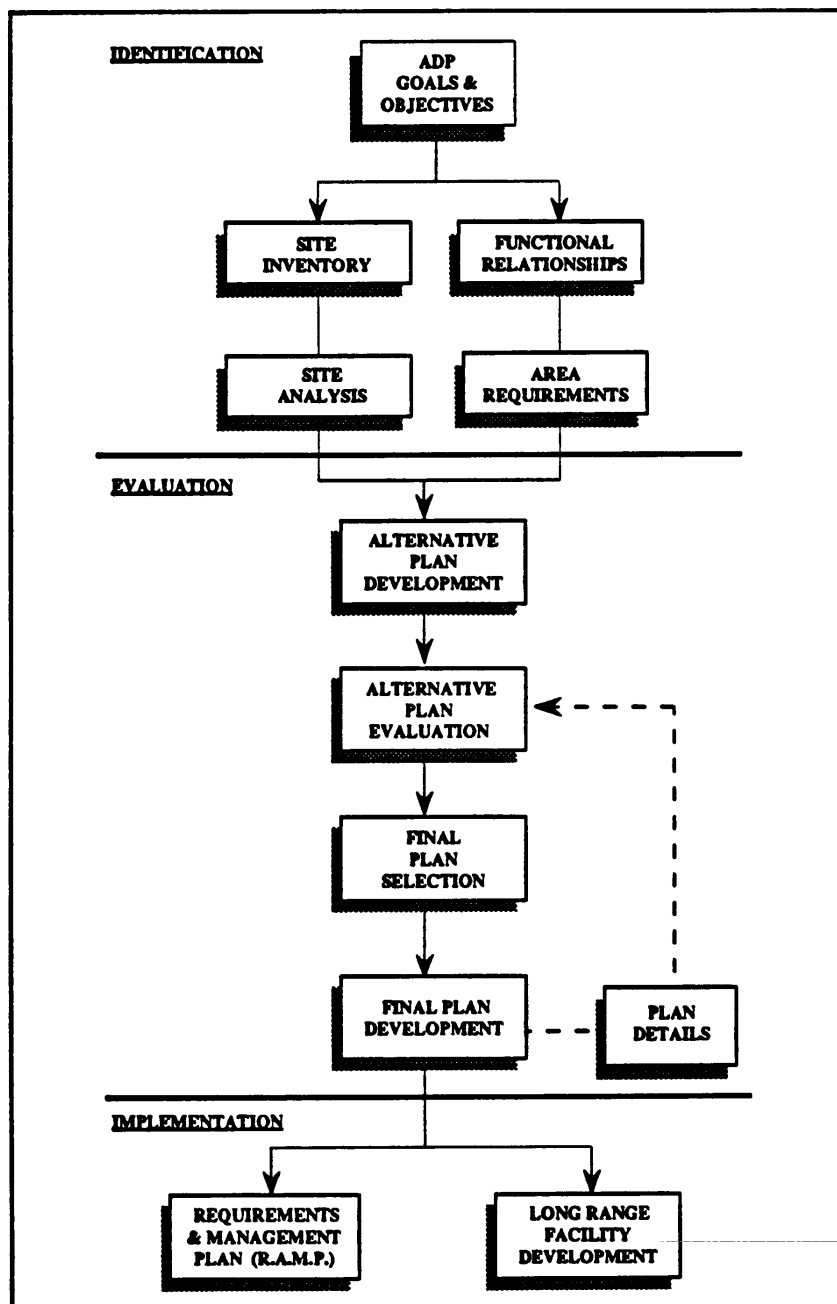 IDENTIFICATION
ADP
GOALS &
OBJECTIVES
SITE
INVENTORY
FUNCTIONAL
RELATIONSHIPS
SITE
ANALYSIS
AREA
REQUIREMENTS
EVALUATION
ALTERNATIVE
PLAN
DEVELOPMENT
ALTERNATIVE
PLAN
EVALUATION
FINAL
PLAN
SELECTION
FINAL PLAN
DEVELOPMENT
PLAN
DETAILS
IMPLEMENTATION
REQUIREMENTS
& MANAGEMENT
PLAN (R.A.M.P.)
LONG RANGE
FACILITY
DEVELOPMENT